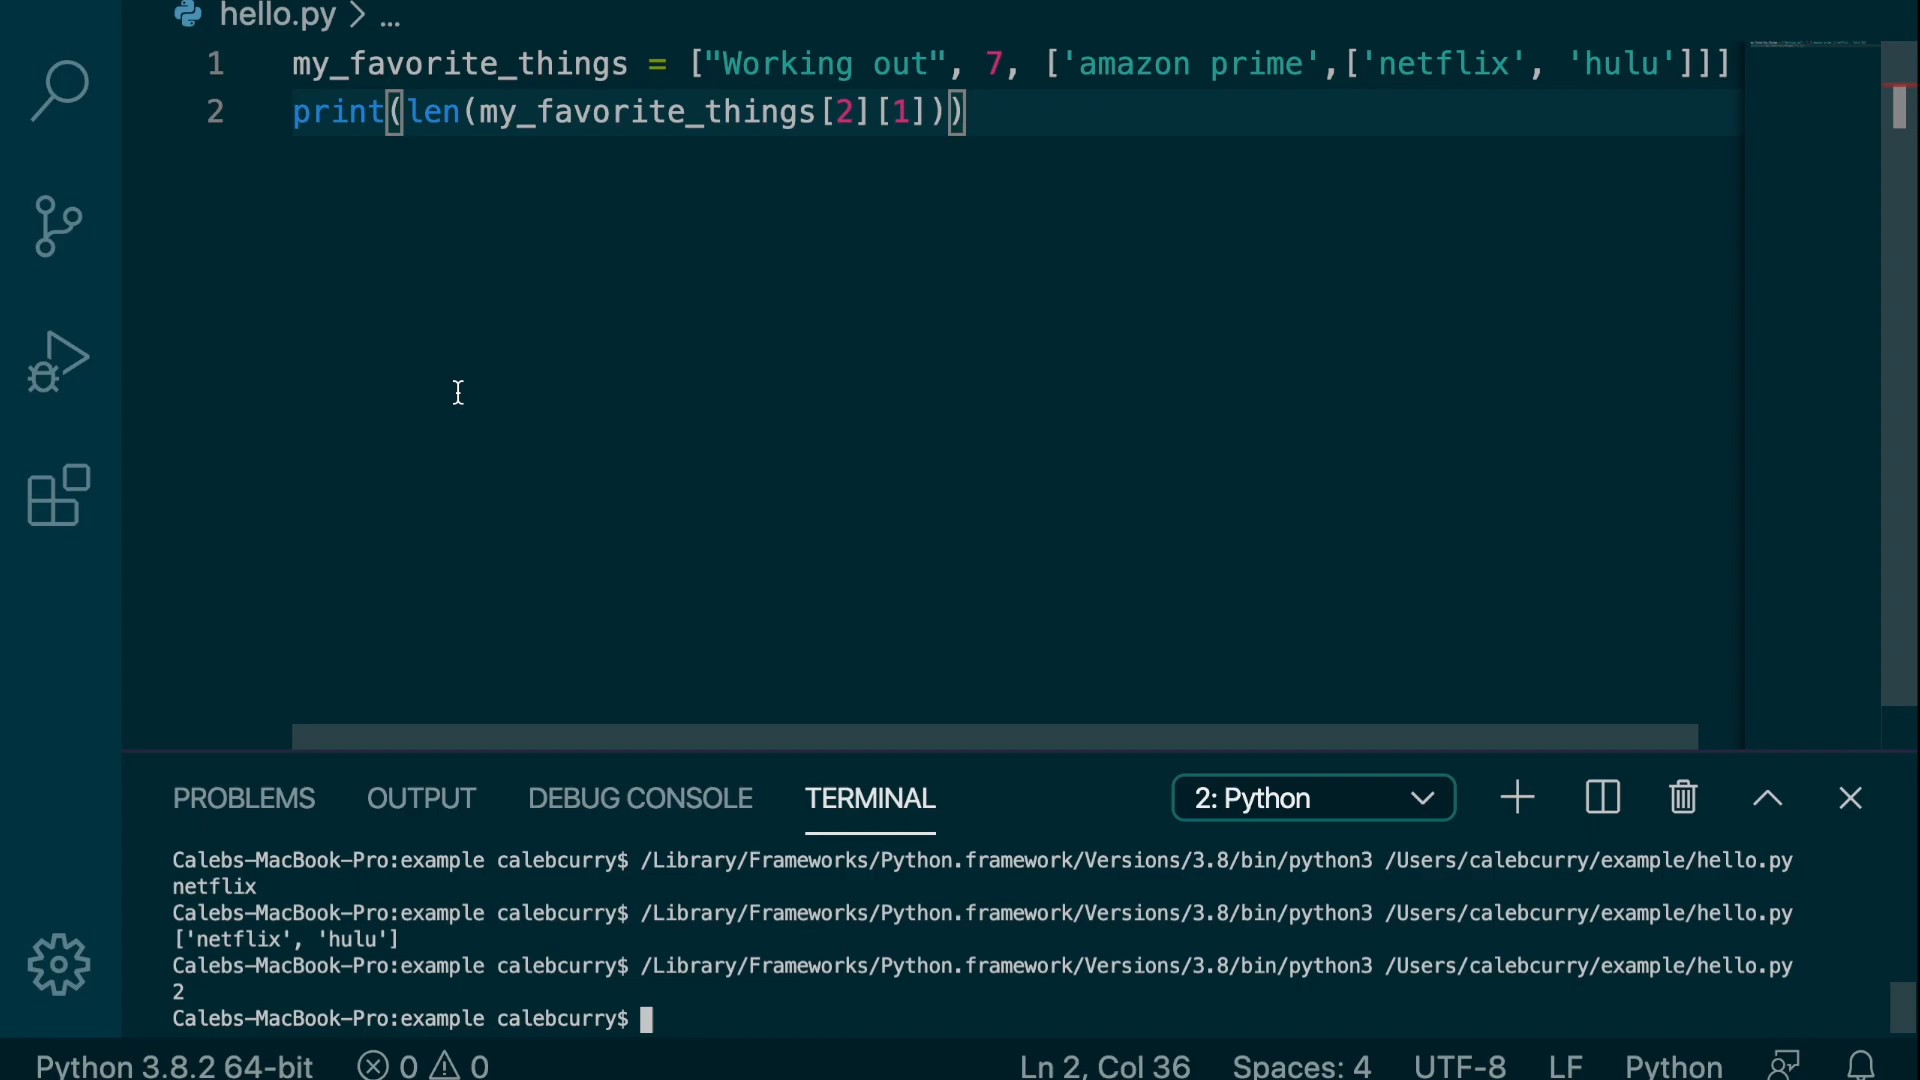 hello.py > ...
1 my_favorite_things = ["Working out", 7, ['amazon prime',['netflix', 'hulu']]]
2 print(len(my_favorite_things[2][1]))
PROBLEMS OUTPUT DEBUG CONSOLE TERMINAL 2: Python
Calebs-MacBook-Pro:example calebcurry$ /Library/Frameworks/Python.framework/Versions/3.8/bin/python3 /Users/calebcurry/example/hello.py
netflix
Calebs-MacBook-Pro:example calebcurry$ /Library/Frameworks/Python.framework/Versions/3.8/bin/python3 /Users/calebcurry/example/hello.py
['netflix', 'hulu']
Calebs-MacBook-Pro:example calebcurry$ /Library/Frameworks/Python.framework/Versions/3.8/bin/python3 /Users/calebcurry/example/hello.py
2
Calebs-MacBook-Pro:example calebcurry$
Python 3.8.2 64-bit 0 0 Ln 2, Col 36 Spaces: 4 UTF-8 LF Python